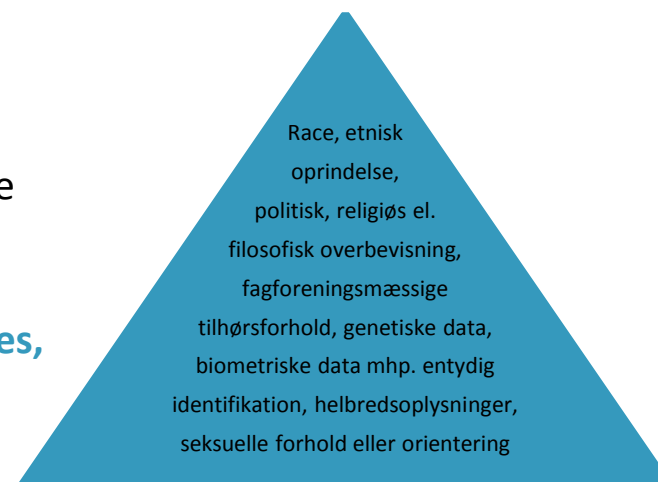 Race, etnisk
oprindelse,
e
politisk, religiøs el.
filosofisk overbevisning,
fagforeningsmæssige
es,
tilhørsforhold, genetiske data,
biometriske data mhp. entydig
identifikation, helbredsoplysninger,
seksuelle forhold eller orientering